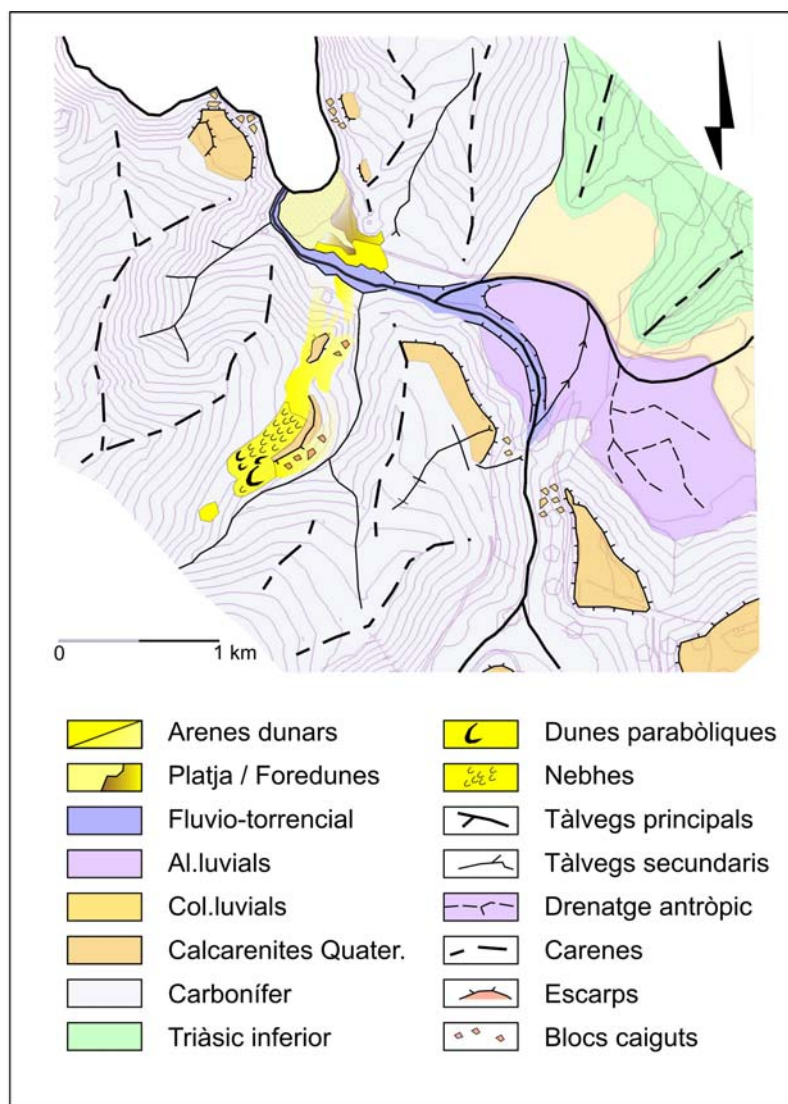 0 1 km
Arenes dunars
Platja / Foredunes
Fluvio-torrencial
Al.luvials
Col.luvials
Calcarenites Quater.
Carbonífer
Triàsic inferior
Dunes parabòliques
Nebhes
Tàlvegs principals
Tàlvegs secundaris
Drenatge antròpic
Carenes
Escarps
Blocs caiguts